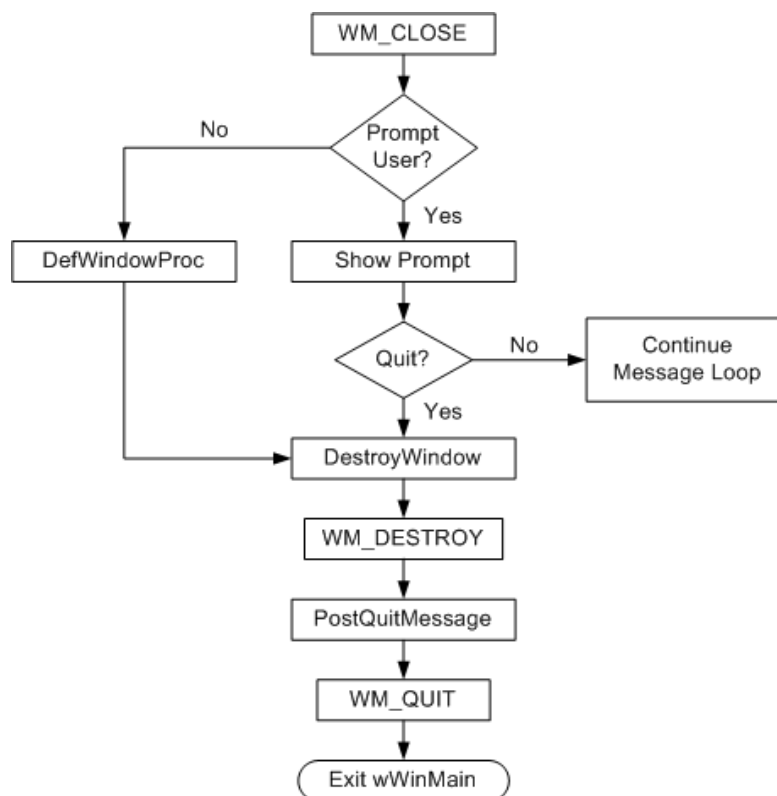 WM_CLOSE
No
Prompt
User?
Yes
DefWindowProc
Show Prompt
Quit?
No
Continue
Message Loop
Yes
DestroyWindow
WM_DESTROY
PostQuitMessage
WM_QUIT
Exit wWinMain